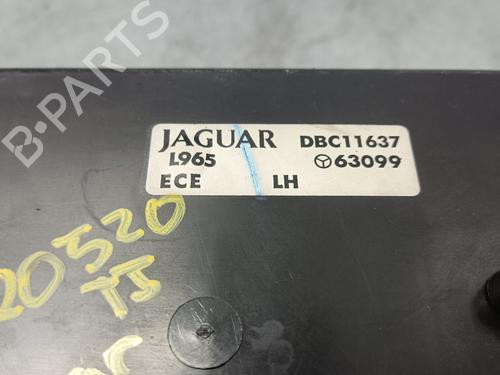 B-PARTS
JAGUAR DBC11637
L965 63099
ECE LH
20520
TJ